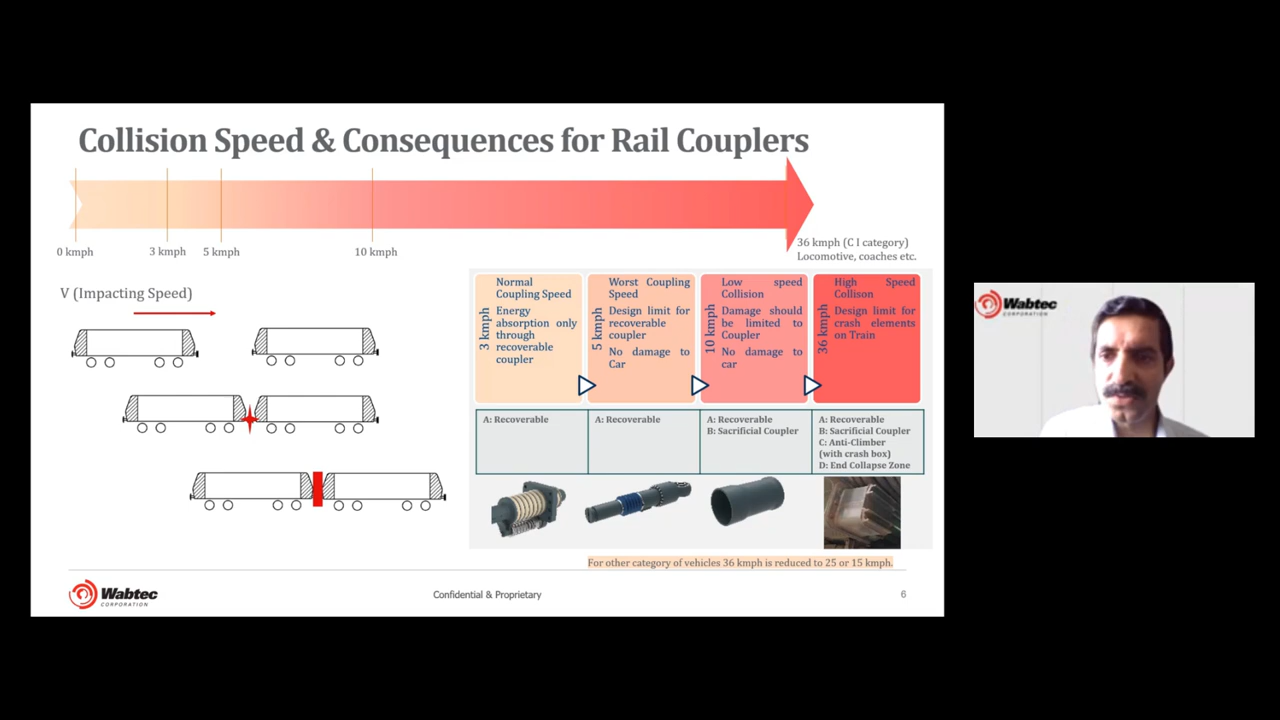 Collision Speed & Consequences for Rail Couplers
0 kmph
3 kmph
5 kmph
10 kmph
36 kmph (C I category)
Locomotive, coaches etc.
V (Impacting Speed)
3 kmph
Normal
Coupling Speed
Energy
absorption only
through
recoverable
coupler
5 kmph
Worst Coupling
Speed
Design limit for
recoverable
coupler
No damage to
Car
10 kmph
Low speed
Collision
Damage should
be limited to
Coupler
No damage to
car
36 kmph
High Speed
Collison
Design limit for
crash elements
on Train
A: Recoverable
A: Recoverable
A: Recoverable
B: Sacrificial Coupler
A: Recoverable
B: Sacrificial Coupler
C: Anti-Climber
(with crash box)
D: End Collapse Zone
For other category of vehicles 36 kmph is reduced to 25 or 15 kmph.
Wabtec
CORPORATION
Confidential & Proprietary
6
Wabtec
CORPORATION